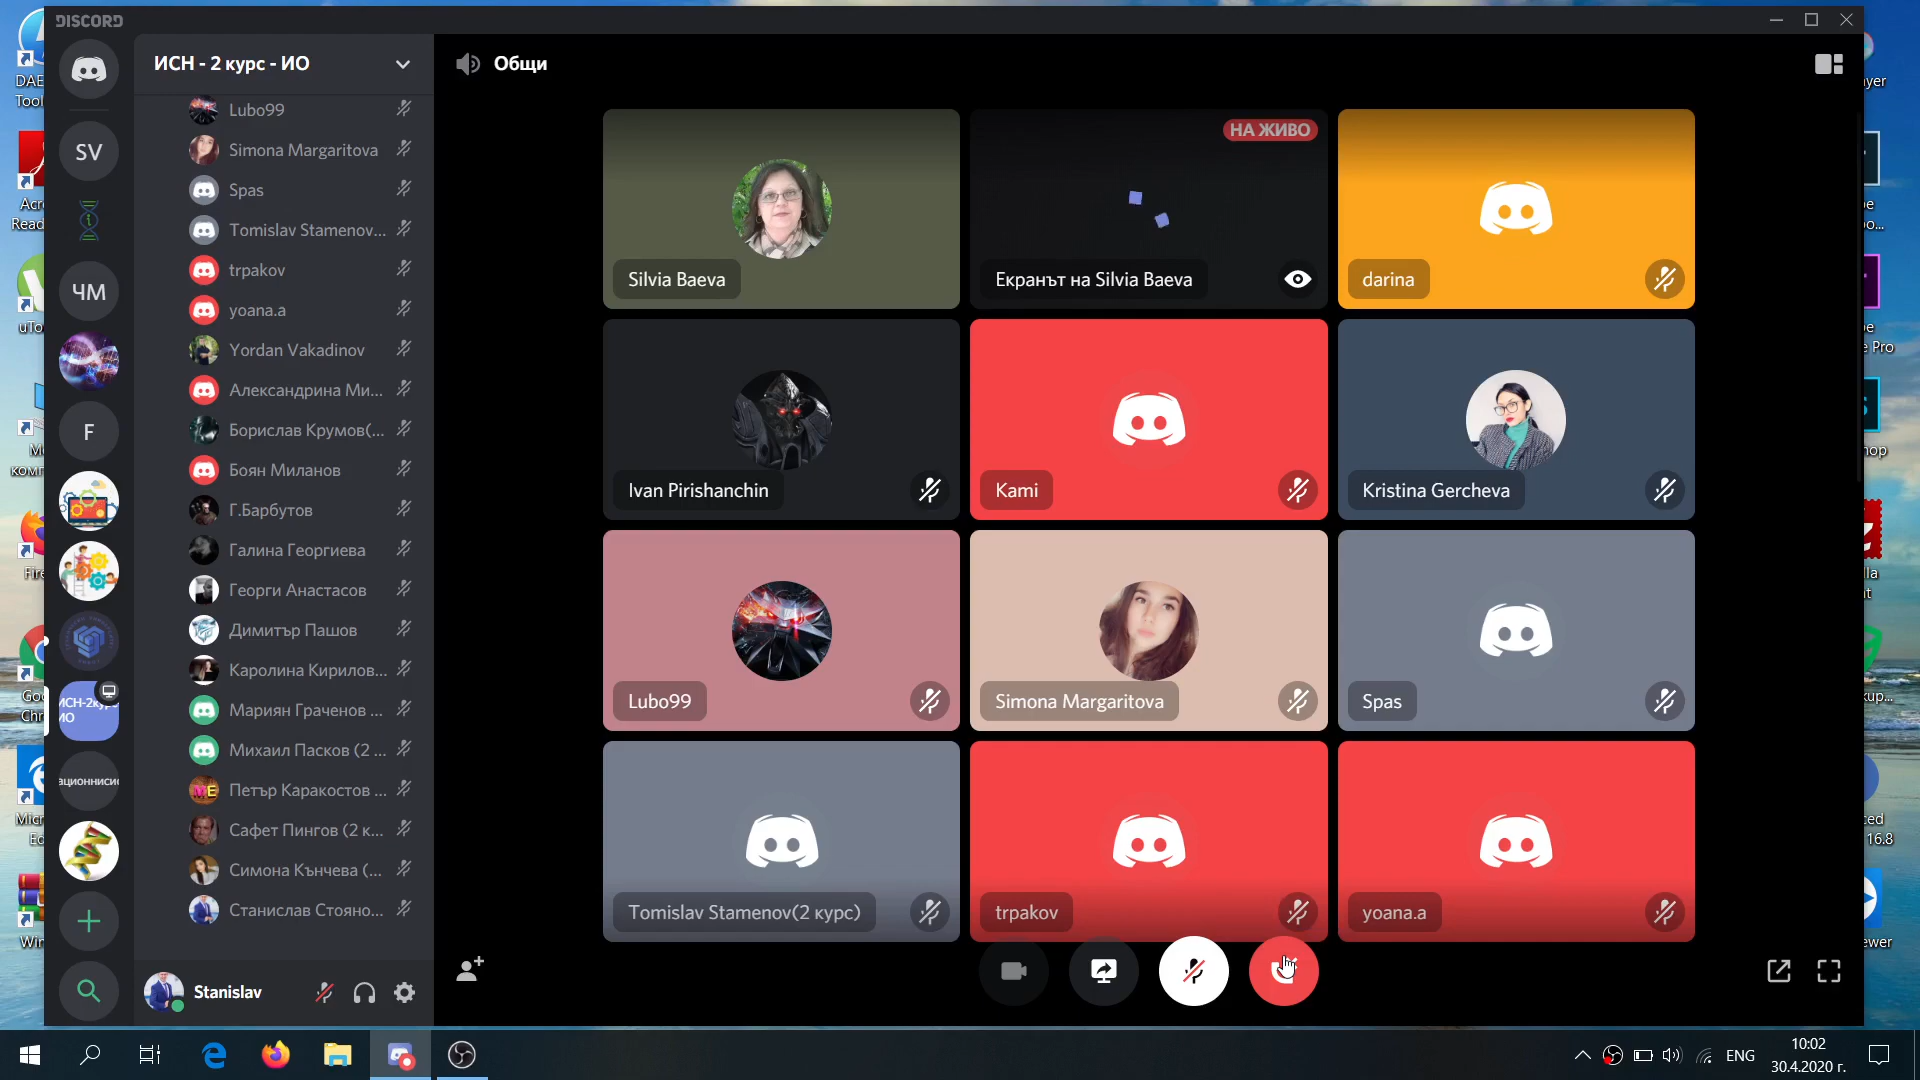 DISCORD
ИСН - 2 курс - ИО
Общи
SV
ЧМ
F
ИСН-2кур
ИО
Lubo99
Simona Margaritova
Spas
Tomislav Stamenov...
trpakov
yoana.a
Yordan Vakadinov
Александрина Ми...
Борислав Крумов(...
Боян Миланов
Г.Барбутов
Галина Георгиева
Георги Анастасов
Димитър Пашов
Каролина Кирилов...
Мариян Граченов ...
Михаил Пасков (2 ...
Петър Каракостов ...
Сафет Пингов (2 к...
Симона Кънчева (...
Станислав Стояно...
Stanislav
Silvia Baeva
НА ЖИВО
Екранът на Silvia Baeva
darina
Ivan Pirishanchin
Kami
Kristina Gercheva
Lubo99
Simona Margaritova
Spas
Tomislav Stamenov(2 курс)
trpakov
yoana.a
ENG
10:02
30.4.2020 г.